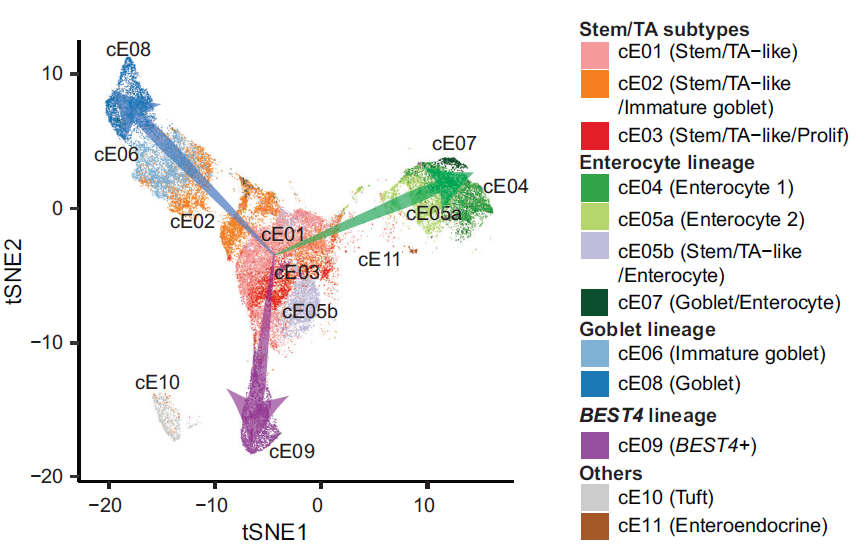 cE08
10
cE06
cE07
cE04
0
cE02
cE05a
cE01
cE11
cE03
cE05b
−10
cE10
cE09
−20
−20
−10
0
10
tSNE1
tSNE2
Stem/TA subtypes
cE01 (Stem/TA−like)
cE02 (Stem/TA−like
/Immature goblet)
cE03 (Stem/TA−like/Prolif)
Enterocyte lineage
cE04 (Enterocyte 1)
cE05a (Enterocyte 2)
cE05b (Stem/TA−like
/Enterocyte)
cE07 (Goblet/Enterocyte)
Goblet lineage
cE06 (Immature goblet)
cE08 (Goblet)
BEST4 lineage
cE09 (BEST4+)
Others
cE10 (Tuft)
cE11 (Enteroendocrine)